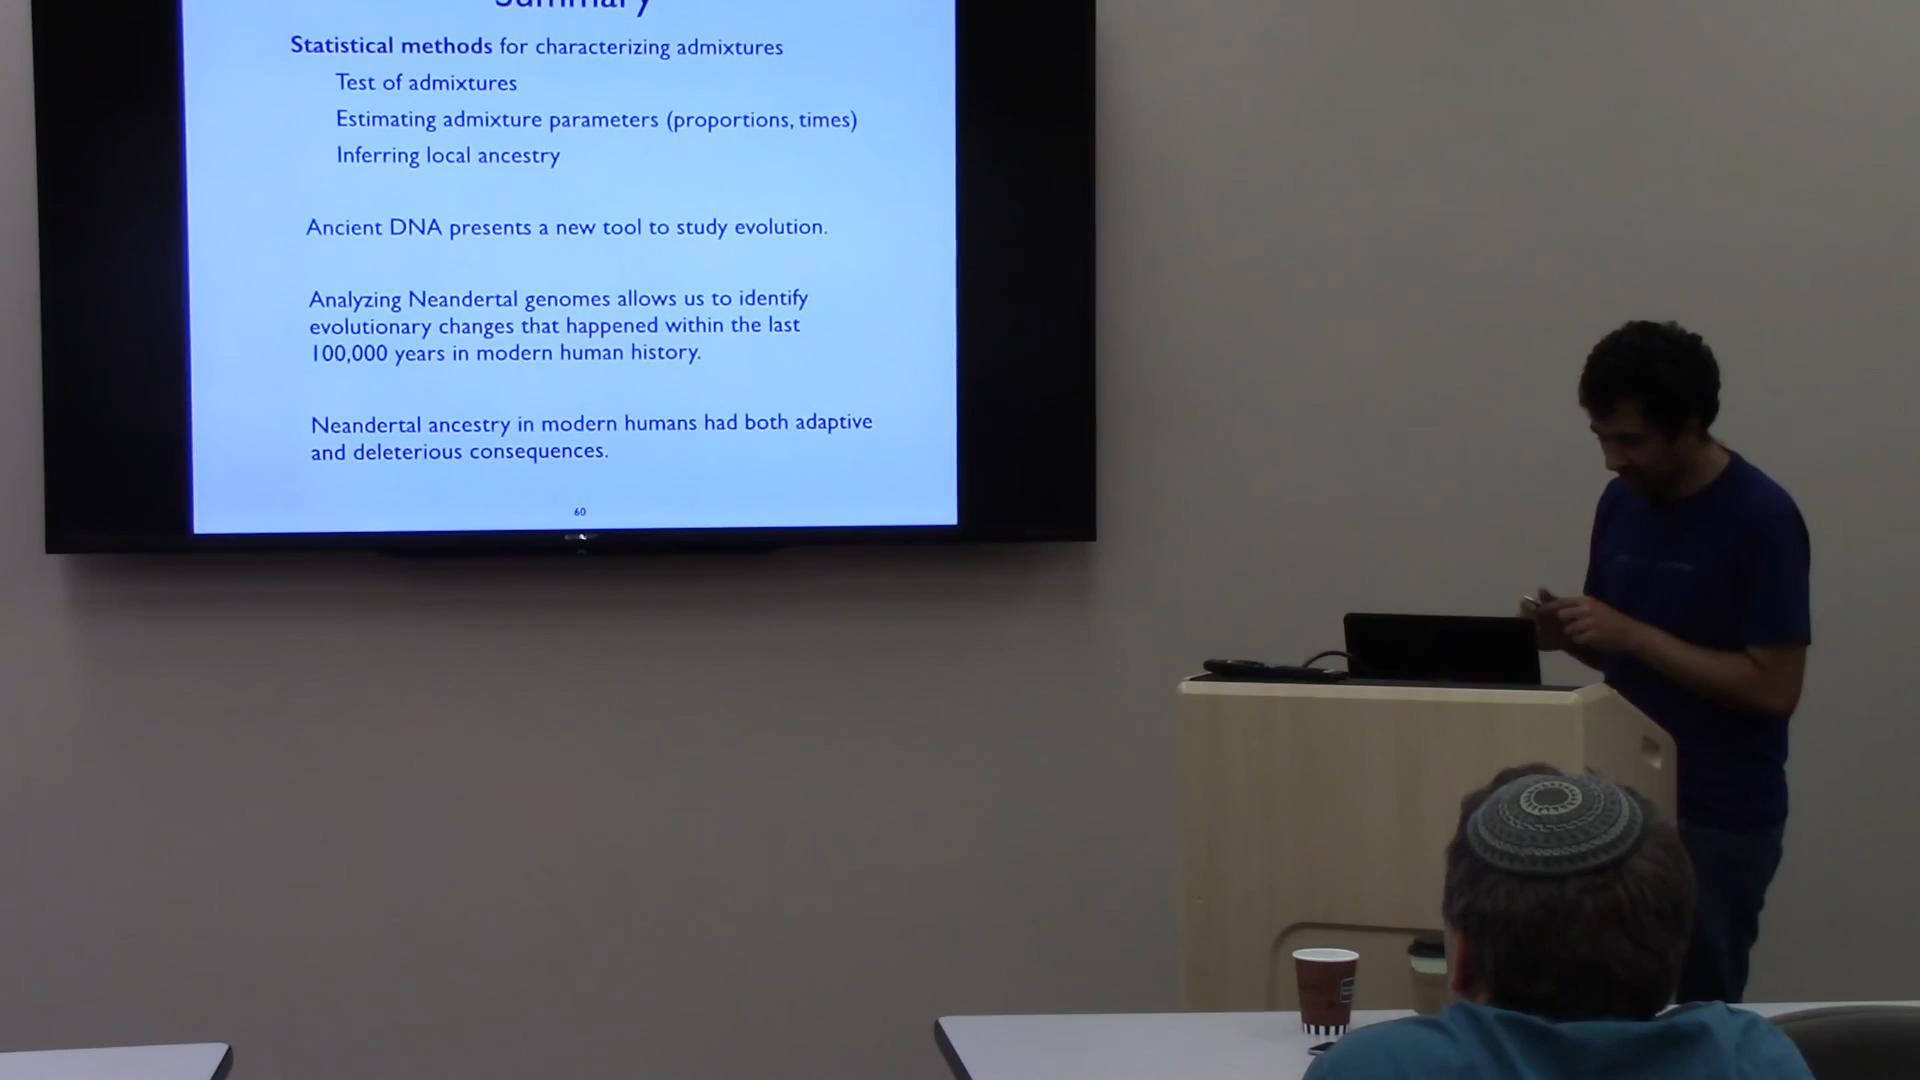 Summary
Statistical methods for characterizing admixtures
Test of admixtures
Estimating admixture parameters (proportions, times)
Inferring local ancestry
Ancient DNA presents a new tool to study evolution.
Analyzing Neandertal genomes allows us to identify
evolutionary changes that happened within the last
100,000 years in modern human history.
Neandertal ancestry in modern humans had both adaptive
and deleterious consequences.
60